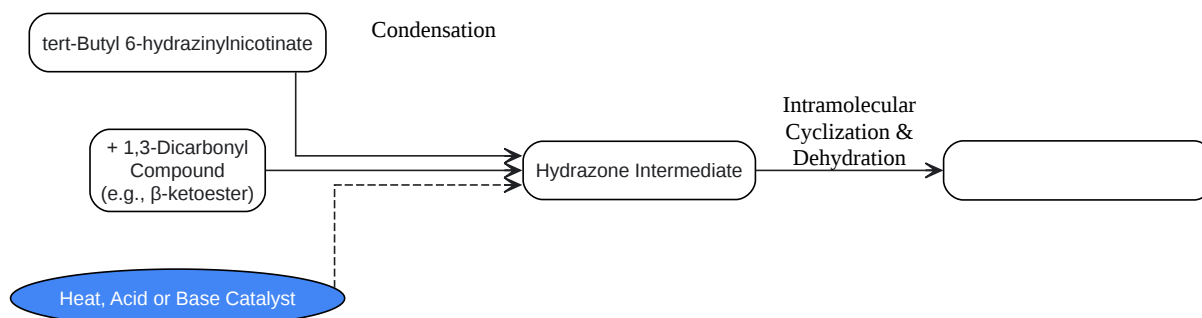 tert-Butyl 6-hydrazinylnicotinate
Condensation
+ 1,3-Dicarbonyl
Compound
(e.g., β-ketoester)
Heat, Acid or Base Catalyst
Hydrazone Intermediate
Intramolecular
Cyclization &
Dehydration